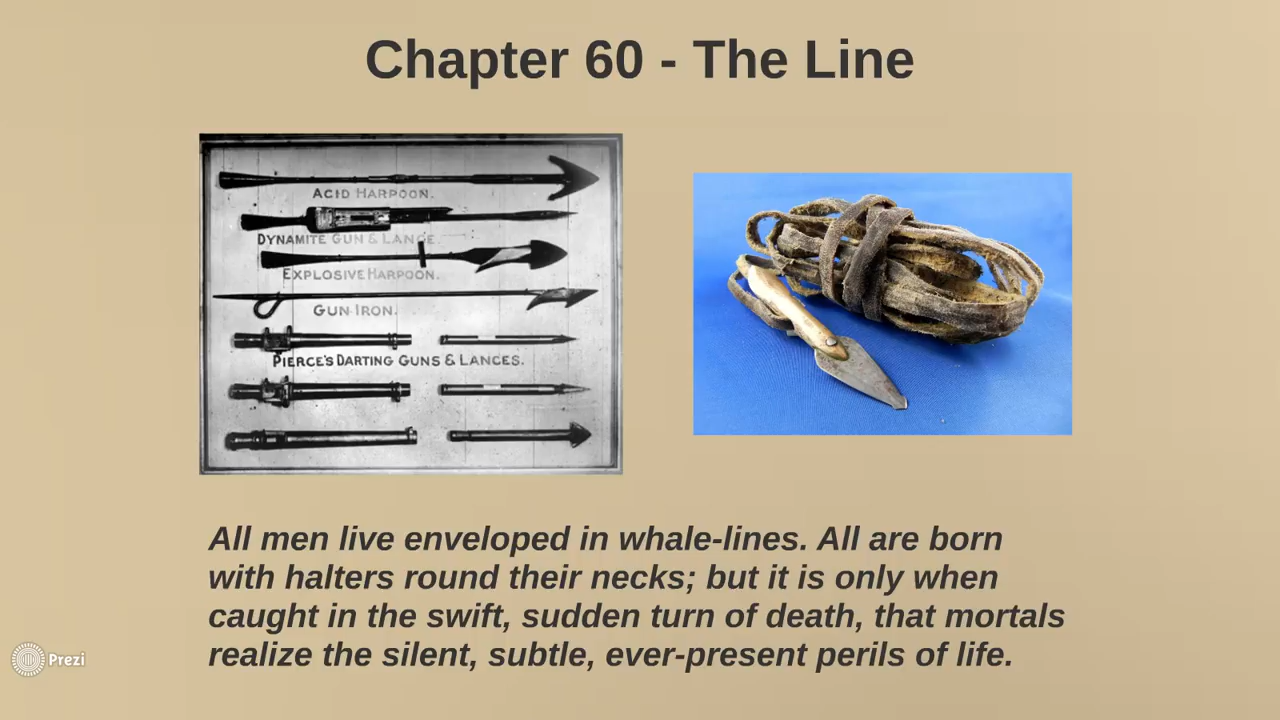 Chapter 60 - The Line
ACID HARPOON.
DYNAMITE GUN & LANCE.
EXPLOSIVE HARPOON.
GUN IRON.
PIERCE'S DARTING GUNS & LANCES.
All men live enveloped in whale-lines. All are born
with halters round their necks; but it is only when
caught in the swift, sudden turn of death, that mortals
realize the silent, subtle, ever-present perils of life.
Prezi